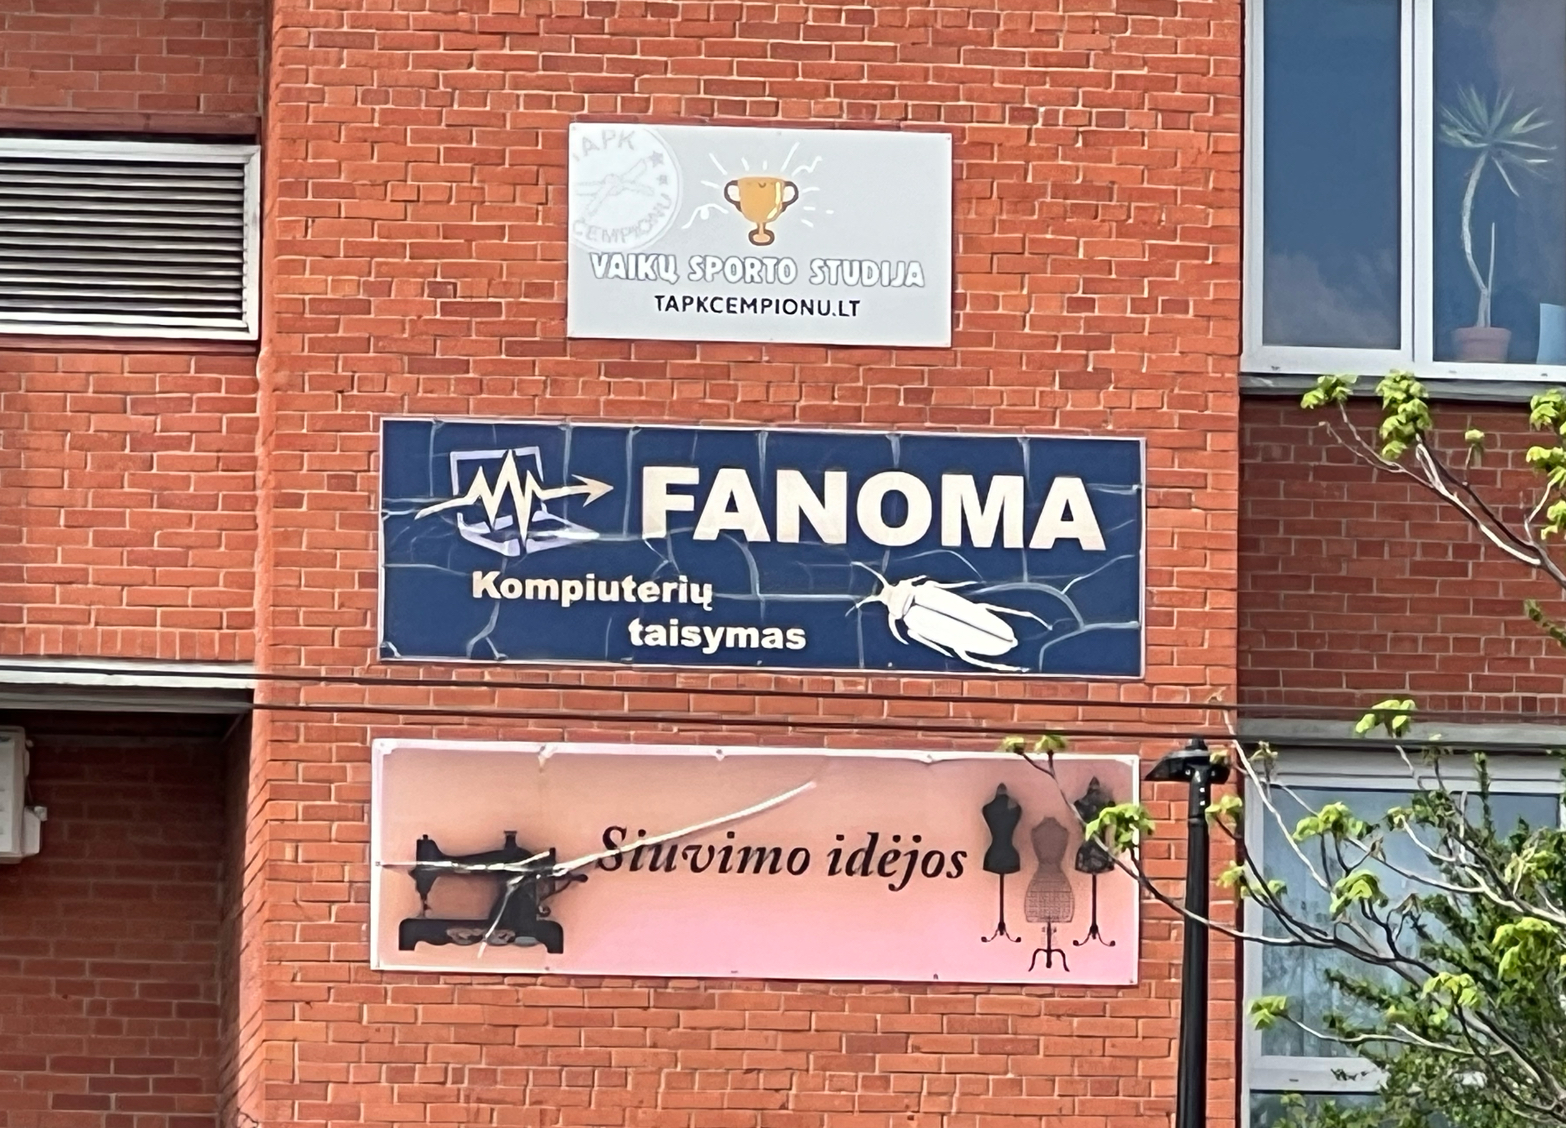 TAPK
ČEMPIONU
VAIKŲ SPORTO STUDIJA
TAPKCEMPIONU.LT
FANOMA
Kompiuterių
taisymas
Siuvimo idėjos